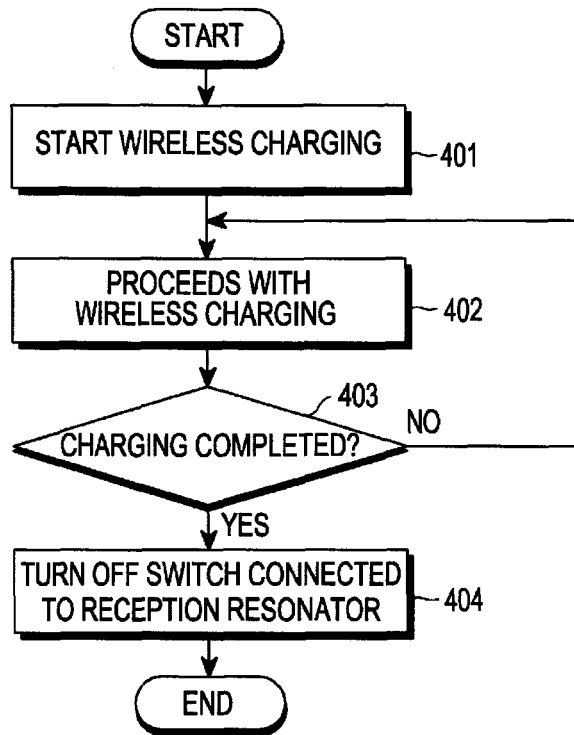 START
START WIRELESS CHARGING
401
PROCEEDS WITH
WIRELESS CHARGING
402
403
CHARGING COMPLETED?
NO
YES
TURN OFF SWITCH CONNECTED
TO RECEPTION RESONATOR
404
END